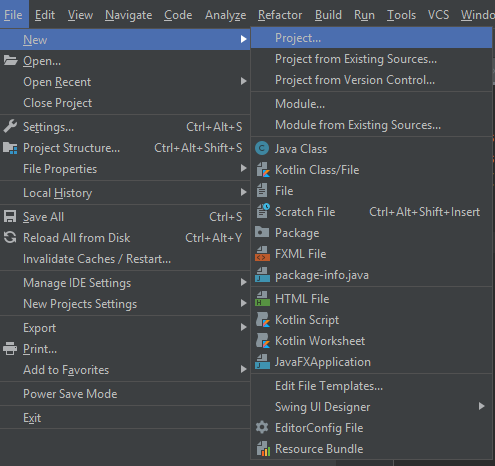 File Edit View Navigate Code Analyze Refactor Build Run Tools VCS Windo
New
Open...
Open Recent
Close Project
Settings... Ctrl+Alt+S
Project Structure... Ctrl+Alt+Shift+S
File Properties
Local History
Save All Ctrl+S
Reload All from Disk Ctrl+Alt+Y
Invalidate Caches / Restart...
Manage IDE Settings
New Projects Settings
Export
Print...
Add to Favorites
Power Save Mode
Exit
Project...
Project from Existing Sources...
Project from Version Control...
Module...
Module from Existing Sources...
Java Class
Kotlin Class/File
File
Scratch File Ctrl+Alt+Shift+Insert
Package
FXML File
package-info.java
HTML File
Kotlin Script
Kotlin Worksheet
JavaFXApplication
Edit File Templates...
Swing UI Designer
EditorConfig File
Resource Bundle